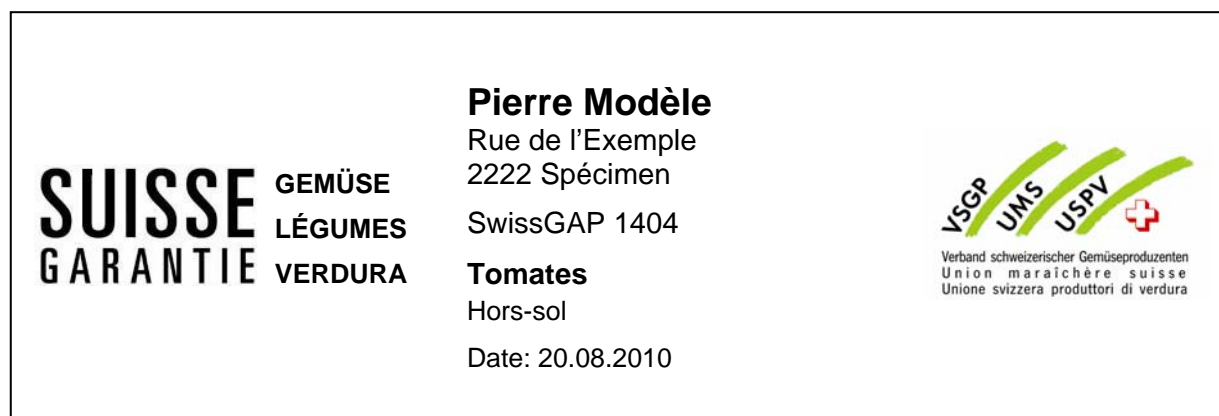 SUISSE
GARANTIE
GEMÜSE
LÉGUMES
VERDURA
Pierre Modèle
Rue de l’Exemple
2222 Spécimen
SwissGAP 1404
Tomates
Hors-sol
Date: 20.08.2010
VSGP
UMS
USPV
Verband schweizerischer Gemüseproduzenten
Union maraîchère suisse
Unione svizzera produttori di verdura